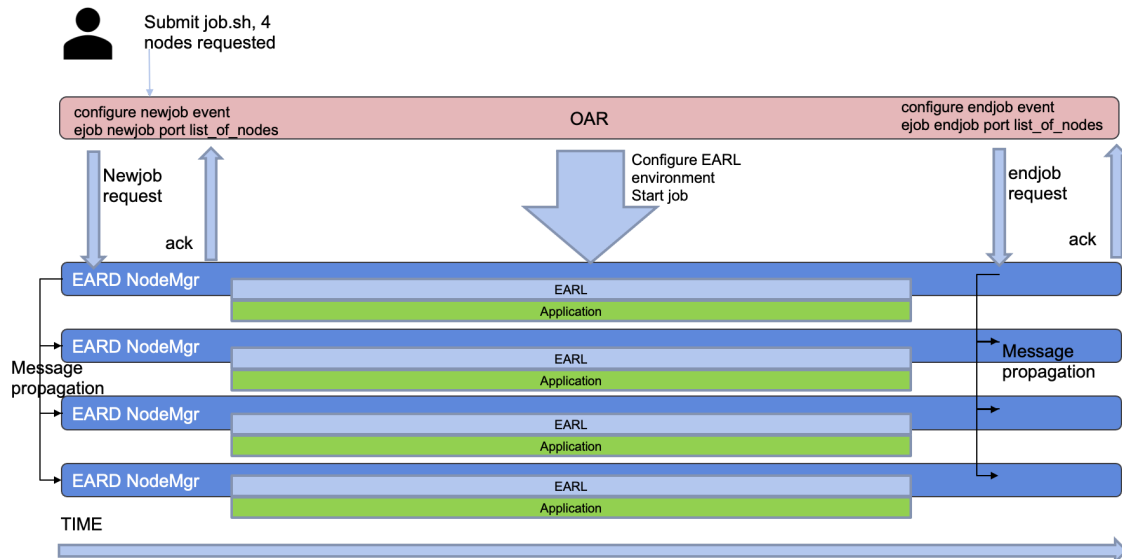 Submit job.sh, 4
nodes requested
configure newjob event
ejob newjob port list_of_nodes
OAR
configure endjob event
ejob endjob port list_of_nodes
Newjob
request
ack
Configure EARL
environment
Start job
endjob
request
ack
EARD NodeMgr
EARL
Application
EARD NodeMgr
EARL
Application
Message
propagation
Message
propagation
EARD NodeMgr
EARL
Application
EARD NodeMgr
EARL
Application
TIME